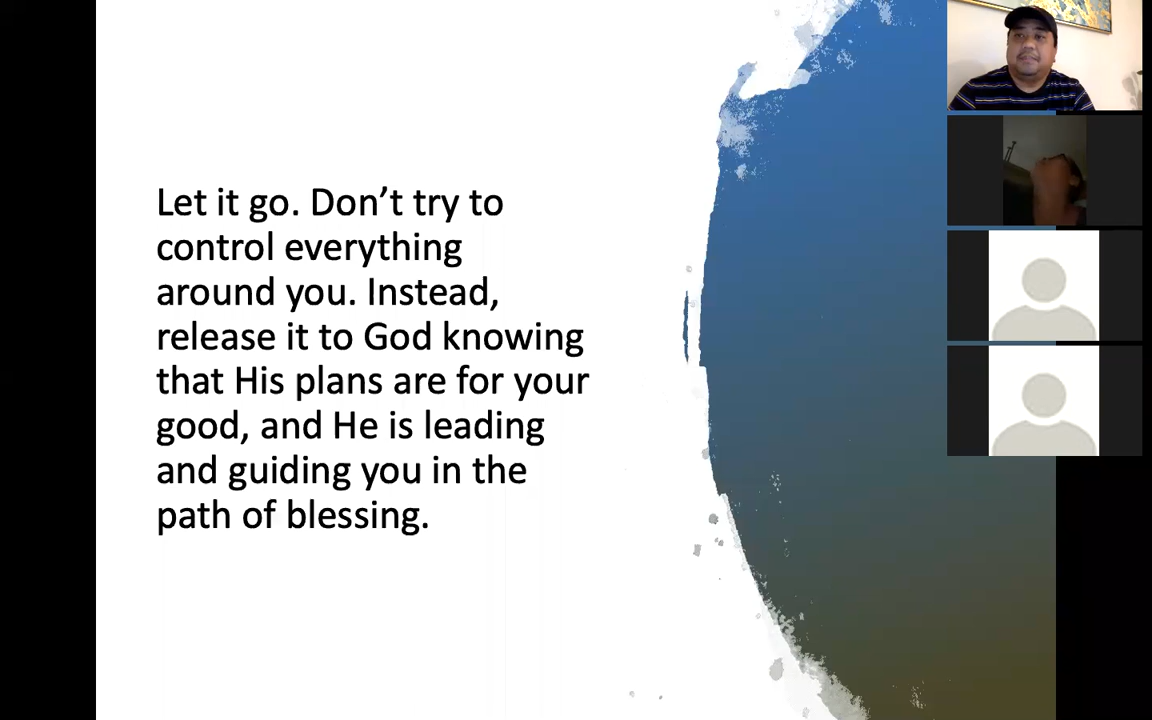 Let it go. Don’t try to
control everything
around you. Instead,
release it to God knowing
that His plans are for your
good, and He is leading
and guiding you in the
path of blessing.